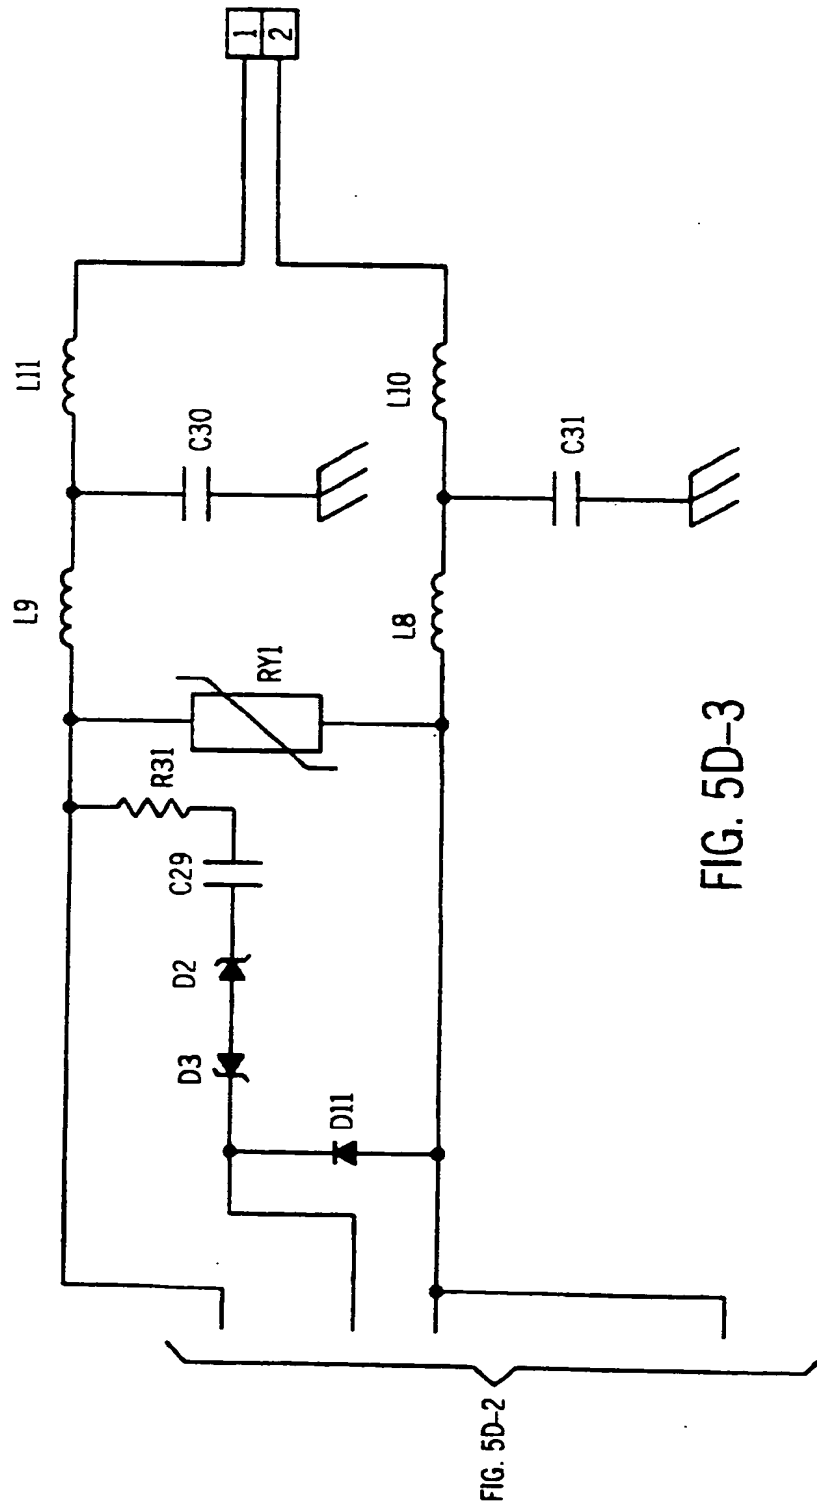 1
2
L11
C30
L10
C31
L9
L8
RY1
R31
C29
D2
D3
D11
FIG. 5D-2
FIG. 5D-3